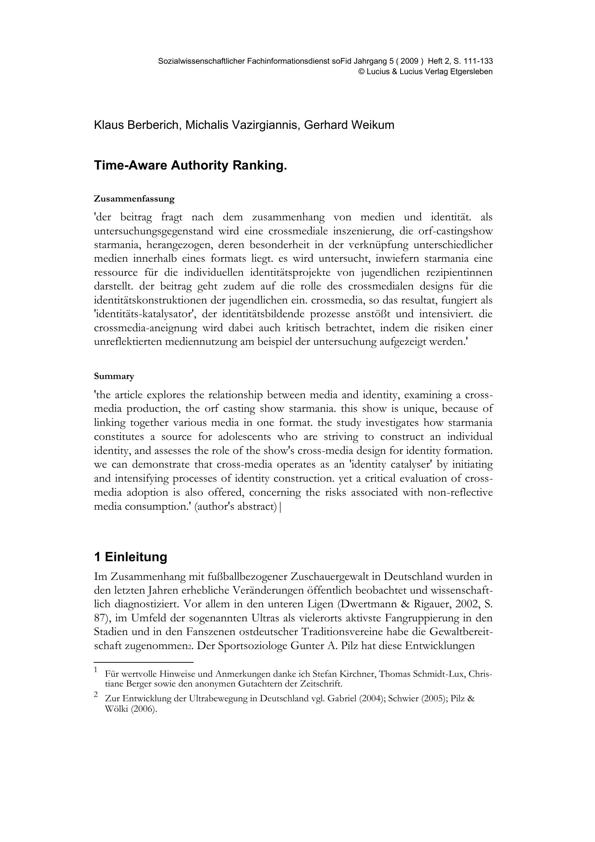 Sozialwissenschaftlicher Fachinformationsdienst soFid Jahrgang 5 ( 2009 ) Heft 2, S. 111-133
© Lucius & Lucius Verlag Etgersleben
Klaus Berberich, Michalis Vazirgiannis, Gerhard Weikum
Time-Aware Authority Ranking.
Zusammenfassung
'der beitrag fragt nach dem zusammenhang von medien und identität. als
untersuchungsgegenstand wird eine crossmediale inszenierung, die orf-castingshow
starmania, herangezogen, deren besonderheit in der verknüpfung unterschiedlicher
medien innerhalb eines formats liegt. es wird untersucht, inwiefern starmania eine
ressource für die individuellen identitätsprojekte von jugendlichen rezipientinnen
darstellt. der beitrag geht zudem auf die rolle des crossmedialen designs für die
identitätskonstruktionen der jugendlichen ein. crossmedia, so das resultat, fungiert als
'identitäts-katalysator', der identitätsbildende prozesse anstößt und intensiviert. die
crossmedia-aneignung wird dabei auch kritisch betrachtet, indem die risiken einer
unreflektierten mediennutzung am beispiel der untersuchung aufgezeigt werden.'
Summary
'the article explores the relationship between media and identity, examining a cross-
media production, the orf casting show starmania. this show is unique, because of
linking together various media in one format. the study investigates how starmania
constitutes a source for adolescents who are striving to construct an individual
identity, and assesses the role of the show's cross-media design for identity formation.
we can demonstrate that cross-media operates as an 'identity catalyser' by initiating
and intensifying processes of identity construction. yet a critical evaluation of cross-
media adoption is also offered, concerning the risks associated with non-reflective
media consumption.' (author's abstract)|
1 Einleitung
Im Zusammenhang mit fußballbezogener Zuschauergewalt in Deutschland wurden in
den letzten Jahren erhebliche Veränderungen öffentlich beobachtet und wissenschaft-
lich diagnostiziert. Vor allem in den unteren Ligen (Dwertmann & Rigauer, 2002, S.
87), im Umfeld der sogenannten Ultras als vielerorts aktivste Fangruppierung in den
Stadien und in den Fanszenen ostdeutscher Traditionsvereine habe die Gewaltbereit-
schaft zugenommen2. Der Sportsoziologe Gunter A. Pilz hat diese Entwicklungen
1 Für wertvolle Hinweise und Anmerkungen danke ich Stefan Kirchner, Thomas Schmidt-Lux, Chris-
tiane Berger sowie den anonymen Gutachtern der Zeitschrift.
2 Zur Entwicklung der Ultrabewegung in Deutschland vgl. Gabriel (2004); Schwier (2005); Pilz &
Wölki (2006).